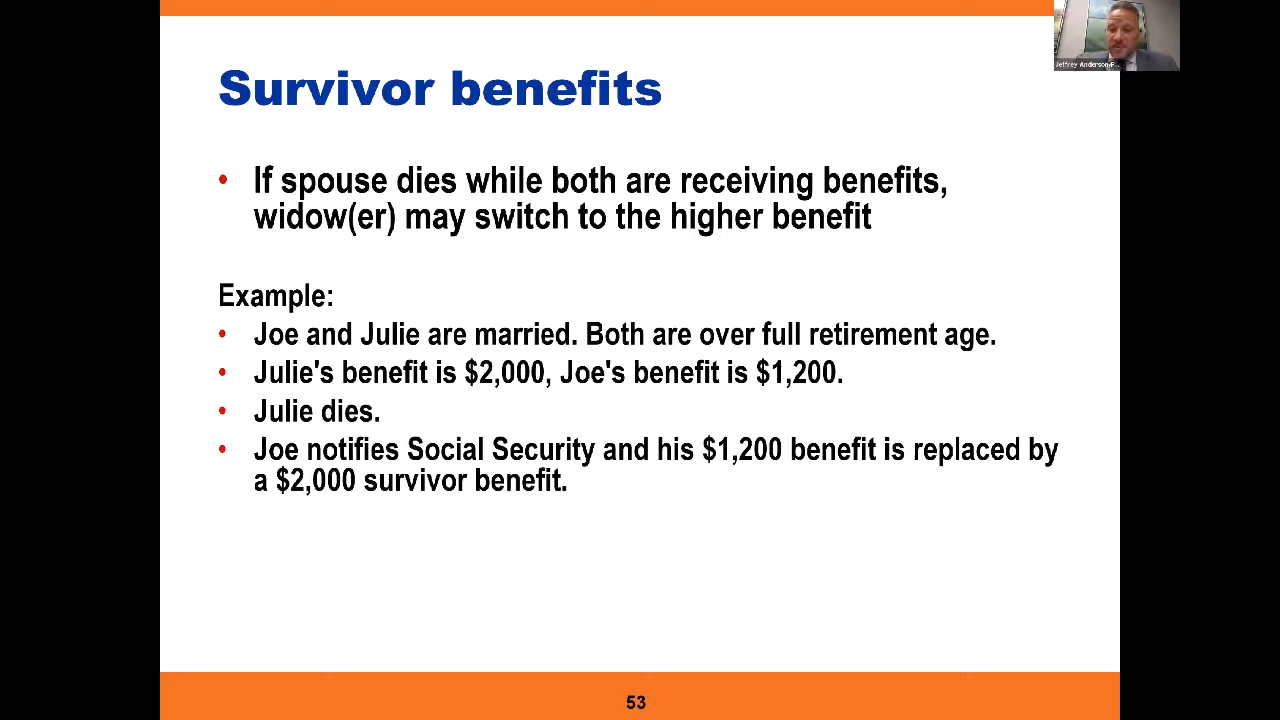 Jeffrey Anderson
Survivor benefits
• If spouse dies while both are receiving benefits,
widow(er) may switch to the higher benefit
Example:
• Joe and Julie are married. Both are over full retirement age.
• Julie's benefit is $2,000, Joe's benefit is $1,200.
• Julie dies.
• Joe notifies Social Security and his $1,200 benefit is replaced by
a $2,000 survivor benefit.
53